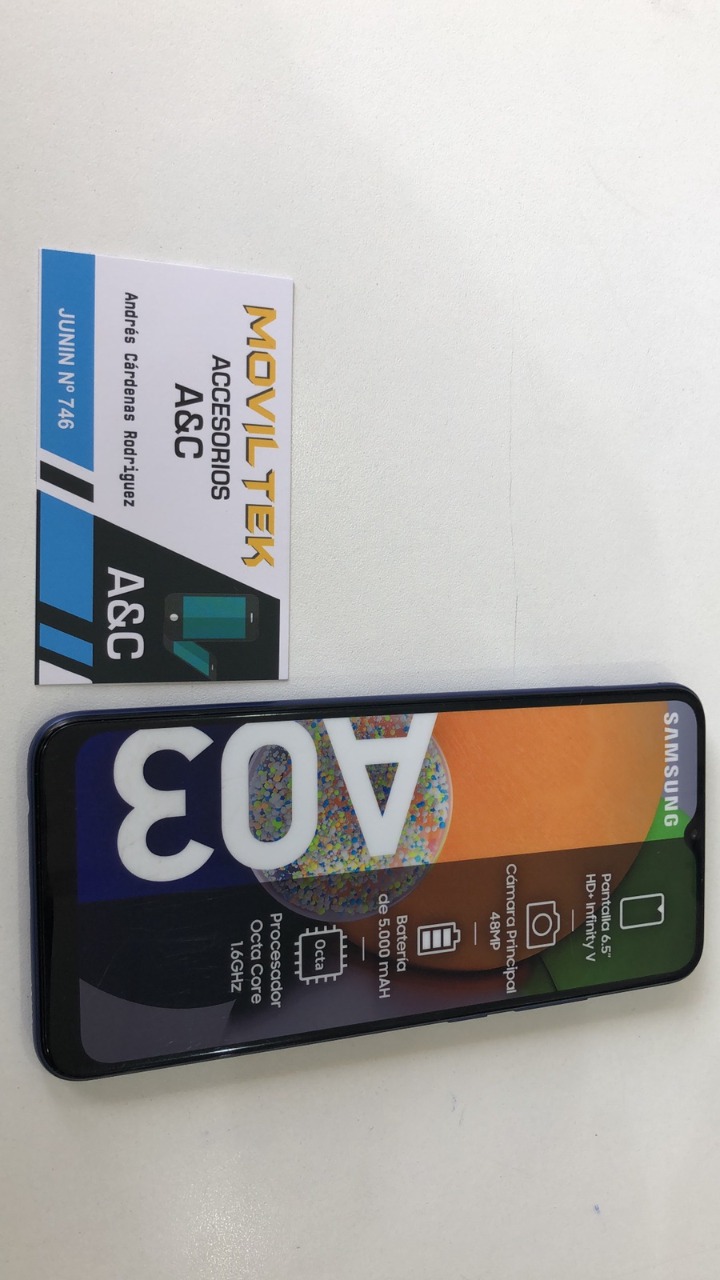 MOVILTEK
ACCESORIOS
A&C
Andrés Cárdenas Rodriguez
A&C
JUNIN Nº 746
SAMSUNG
Pantalla 6.5"
HD+ Infinity V
Cámara Principal
48MP
Batería
de 5.000 mAH
Octa
Procesador
Octa Core
1.6GHz
A03